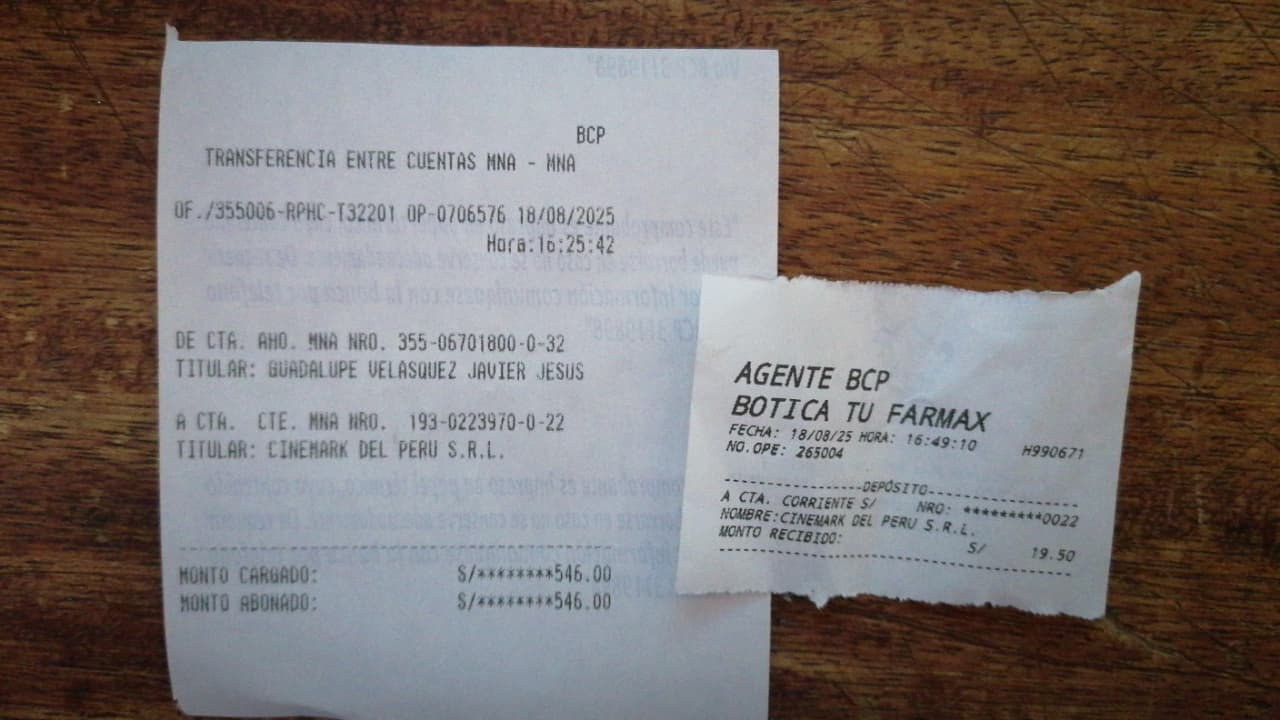 BCP
TRANSFERENCIA ENTRE CUENTAS MNA - MNA
OF./355006-RPHC-T32201 OP-0706576 18/08/2025
Hora:16:25:42
DE CTA. AHO. MNA NRO. 355-06701800-0-32
TITULAR: GUADALUPE VELASQUEZ JAVIER JESUS
A CTA. CTE. MNA NRO. 193-0223970-0-22
TITULAR: CINEMARK DEL PERU S.R.L.
MONTO CARGADO: S/********546.00
MONTO ABONADO: S/********546.00
AGENTE BCP
BOTICA TU FARMAX
FECHA: 18/08/25 HORA: 16:49:10 H990671
NO.OPE: 265004
DEPÓSITO
A CTA. CORRIENTE S/ NRO: *********0022
NOMBRE:CINEMARK DEL PERU S.R.L.
MONTO RECIBIDO: S/ 19.50